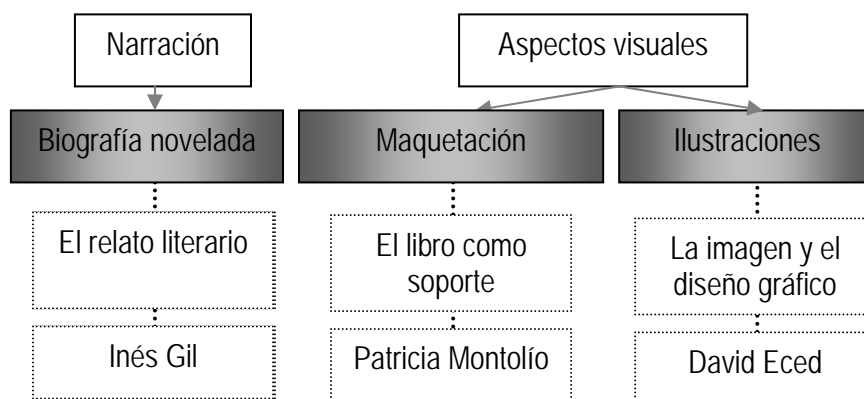 Narración
Aspectos visuales
Biografía novelada
Maquetación
Ilustraciones
El relato literario
El libro como
soporte
La imagen y el
diseño gráfico
Inés Gil
Patricia Montolío
David Eced